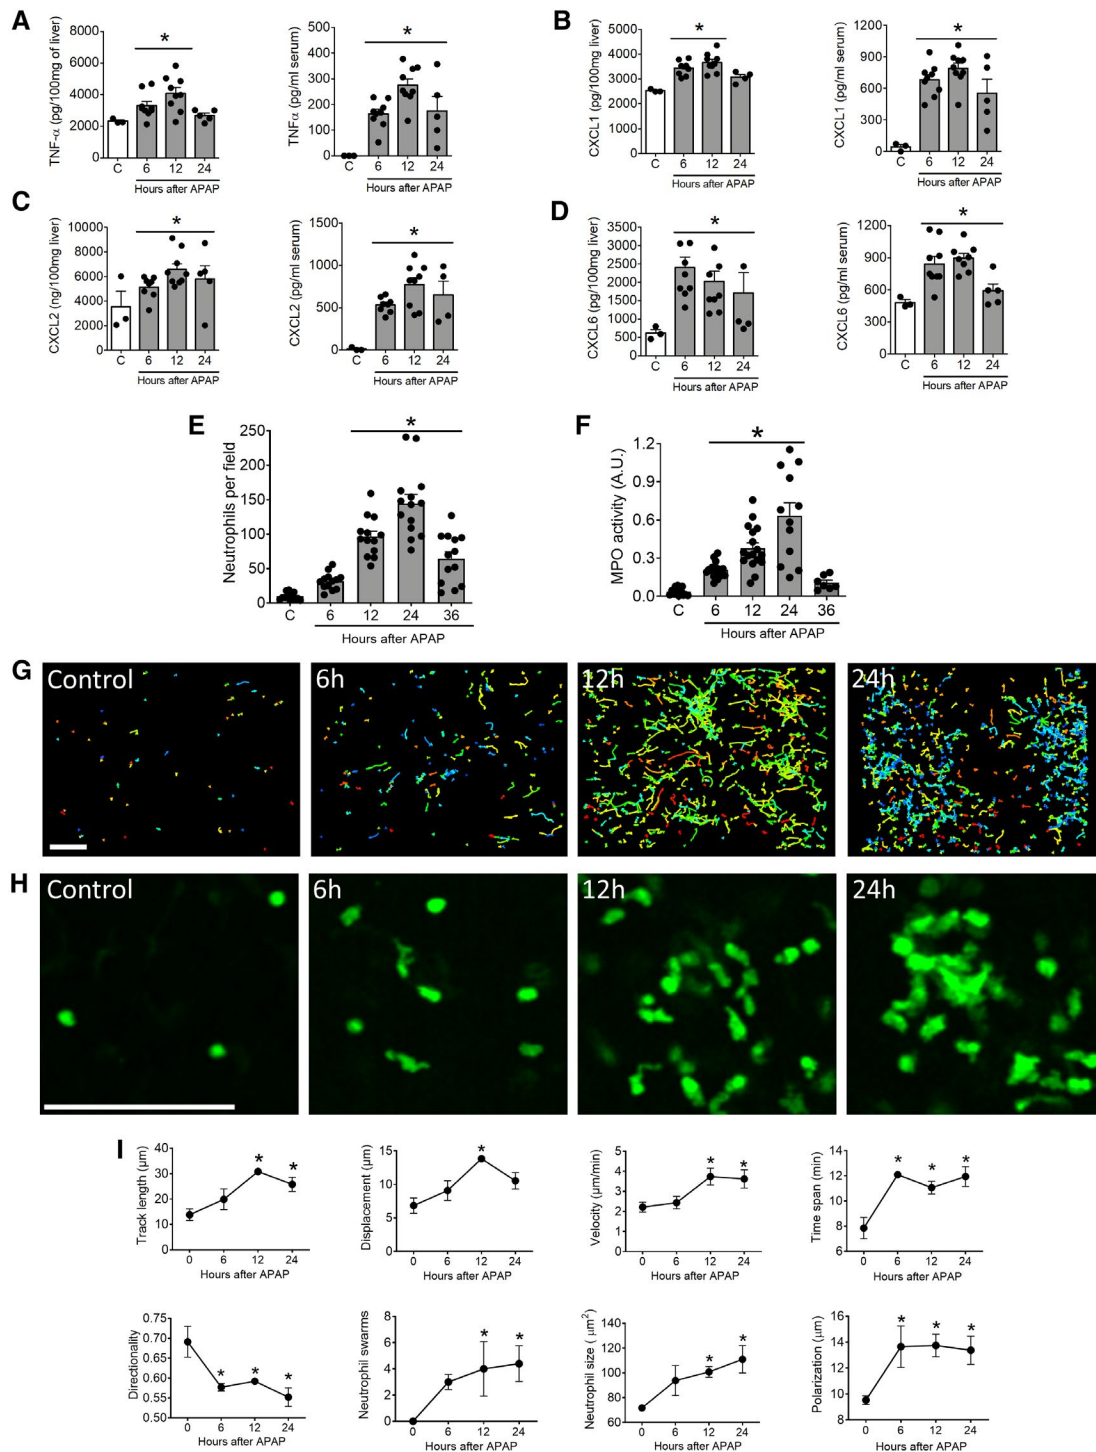 A
TNF-α (pg/100mg of liver)
8000
6000
4000
2000
0
*
C 6 12 24
Hours after APAP
TNFα (pg/ml serum)
500
400
300
200
100
0
*
C 6 12 24
Hours after APAP
B
CXCL1 (pg/100mg liver)
5000
4000
3000
2000
1000
0
*
C 6 12 24
Hours after APAP
CXCL1 (pg/ml serum)
1200
900
600
300
0
*
C 6 12 24
Hours after APAP
C
CXCL2 (ng/100mg liver)
10000
8000
6000
4000
2000
0
*
C 6 12 24
Hours after APAP
CXCL2 (pg/ml serum)
1500
1000
500
0
*
C 6 12 24
Hours after APAP
D
CXCL6 (pg/100mg liver)
3500
3000
2500
2000
1500
1000
500
0
*
C 6 12 24
Hours after APAP
CXCL6 (pg/ml serum)
1200
900
600
300
0
*
C 6 12 24
Hours after APAP
E
Neutrophils per field
250
200
150
100
50
0
*
C 6 12 24 36
Hours after APAP
F
MPO activity (A.U.)
1.2
0.9
0.6
0.3
0.0
*
C 6 12 24 36
Hours after APAP
G
Control
6h
12h
24h
H
Control
6h
12h
24h
I
Track length (μm)
40
30
20
10
0
* *
0 6 12 24
Hours after APAP
Displacement (μm)
15
10
5
0
*
0 6 12 24
Hours after APAP
Velocity (μm/min)
6
5
4
3
2
1
0
* *
0 6 12 24
Hours after APAP
Time span (min)
14
12
10
8
6
* * *
0 6 12 24
Hours after APAP
Directionality
0.75
0.70
0.65
0.60
0.55
0.50
* * *
0 6 12 24
Hours after APAP
Neutrophil swarms
8
6
4
2
0
* *
0 6 12 24
Hours after APAP
Neutrophil size ( μm²)
140
120
100
80
60
* *
0 6 12 24
Hours after APAP
Polarization (μm)
16
14
12
10
8
* * *
0 6 12 24
Hours after APAP